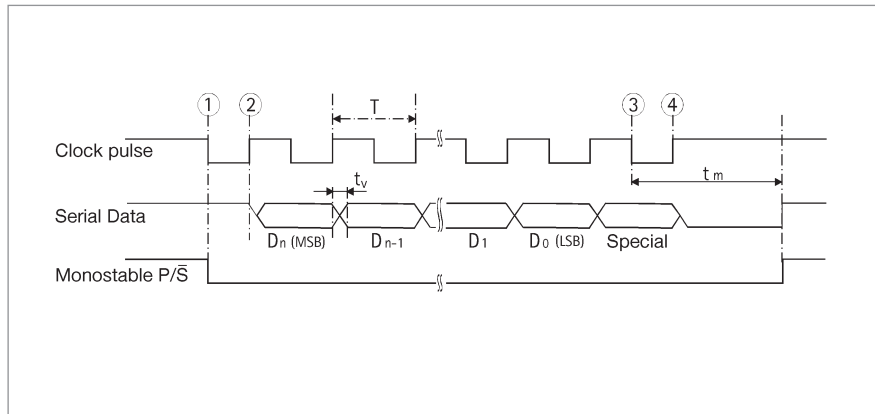 1 2 T 3 4
Clock pulse
tm
tv
Serial Data
Dn (MSB) Dn-1 D1 D0 (LSB) Special
Monostable P/S̅